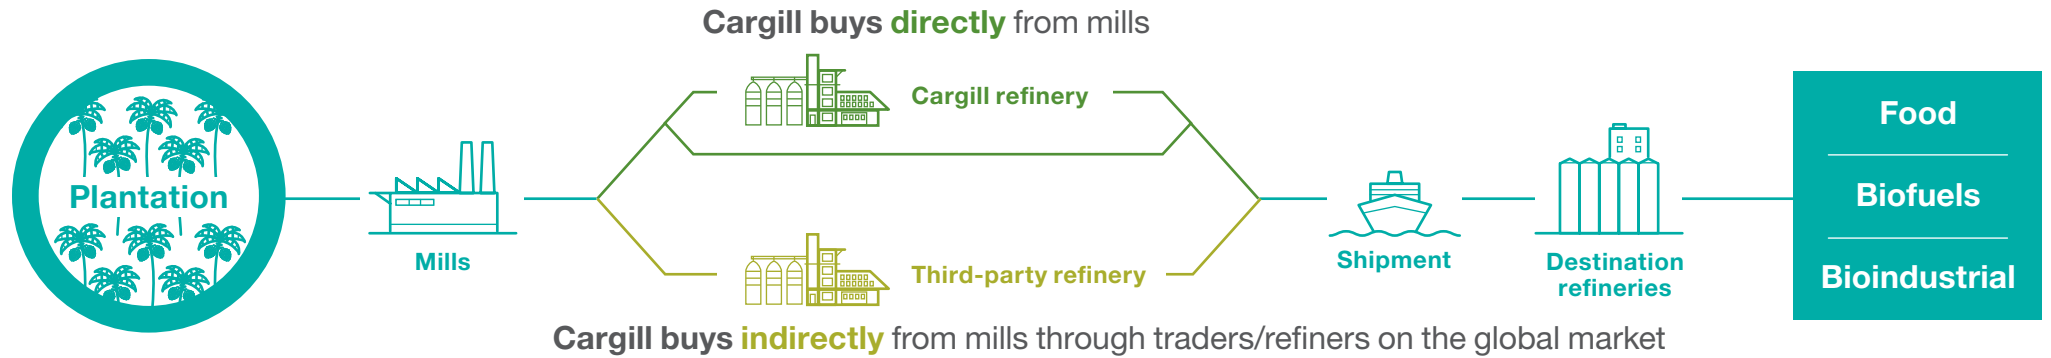 Cargill buys directly from mills
Plantation
Mills
Cargill refinery
Third-party refinery
Cargill buys indirectly from mills through traders/refiners on the global market
Shipment
Destination
refineries
Food
Biofuels
Bioindustrial